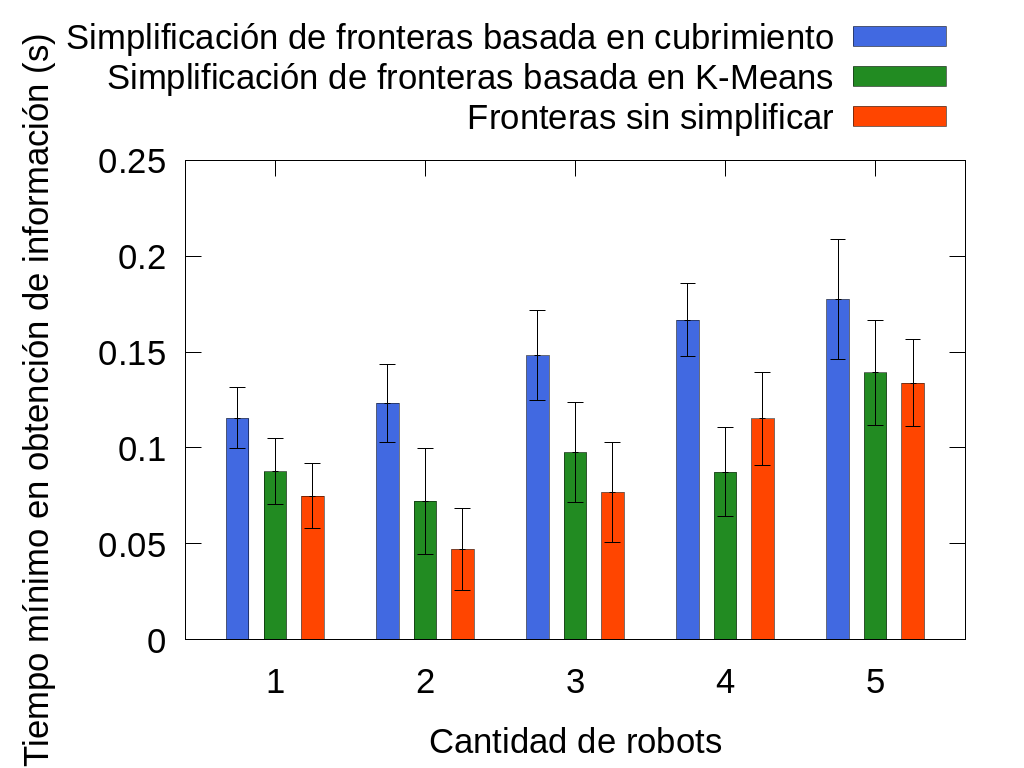 Simplificación de fronteras basada en cubrimiento
Simplificación de fronteras basada en K-Means
Fronteras sin simplificar
Tiempo mínimo en obtención de información (s)
0.25
0.2
0.15
0.1
0.05
0
1 2 3 4 5
Cantidad de robots